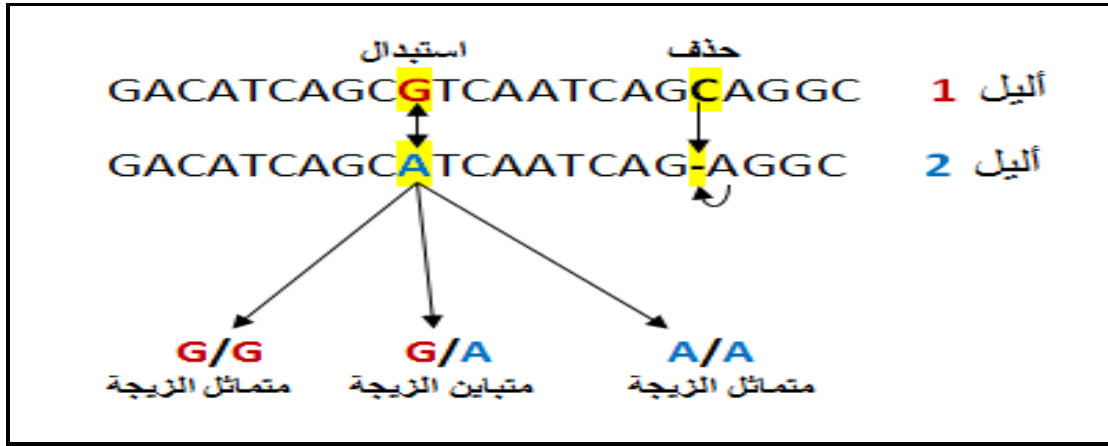 استبدال حذف
GACATCAGCGTCAATCAGCAGGC أليل 1
GACATCAGCATCAATCAG-AGGC أليل 2
G/G G/A A/A
متماثل الزيجة متباين الزيجة متماثل الزيجة